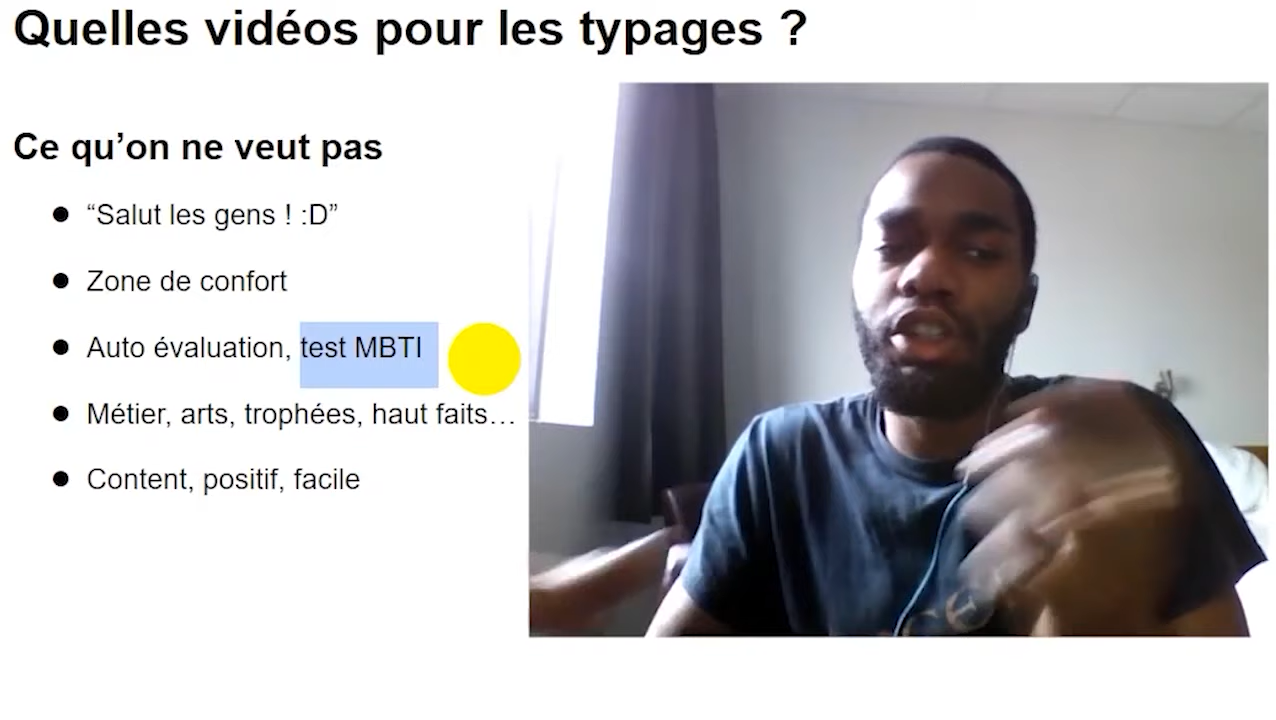 Quelles vidéos pour les typages ?
Ce qu’on ne veut pas
● “Salut les gens ! :D”
● Zone de confort
● Auto évaluation, test MBTI
● Métier, arts, trophées, haut faits…
● Content, positif, facile